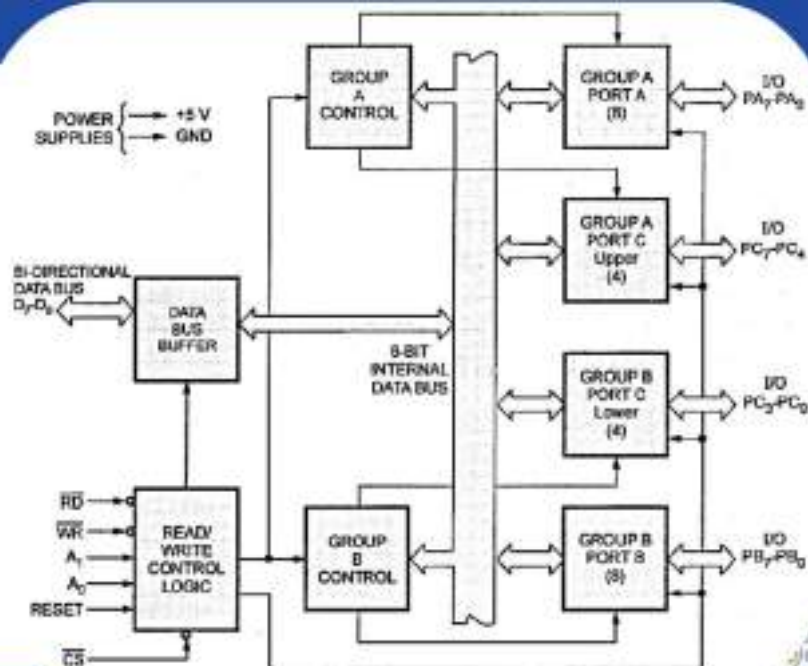 GROUP
A
CONTROL
GROUP A
PORT A
(8)
I/O
PA7-PA0
POWER
SUPPLIES
+5 V
GND
GROUP A
PORT C
Upper
(4)
I/O
PC7-PC4
BI-DIRECTIONAL
DATA BUS
D7-D0
DATA
BUS
BUFFER
8-BIT
INTERNAL
DATA BUS
GROUP B
PORT C
Lower
(4)
I/O
PC3-PC0
RD
WR
A1
A0
RESET
CS
READ/
WRITE
CONTROL
LOGIC
GROUP
B
CONTROL
GROUP B
PORT B
(8)
I/O
PB7-PB0